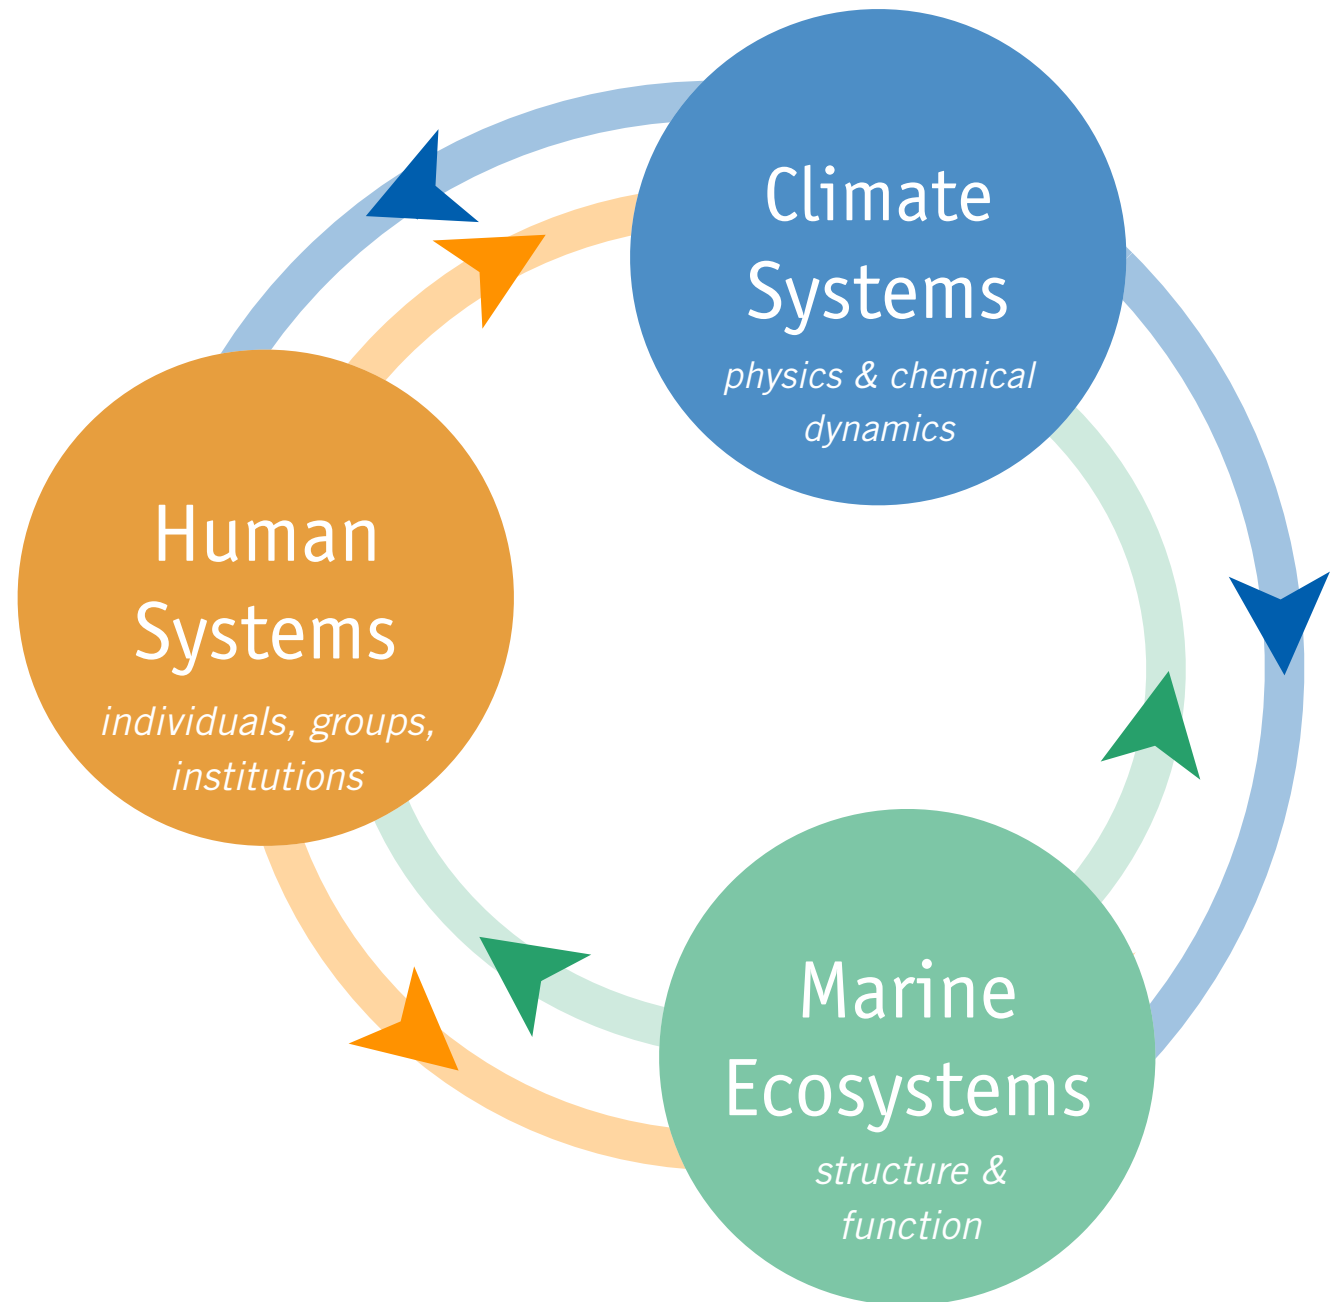 Climate
Systems
physics & chemical
dynamics
Human
Systems
individuals, groups,
institutions
Marine
Ecosystems
structure &
function